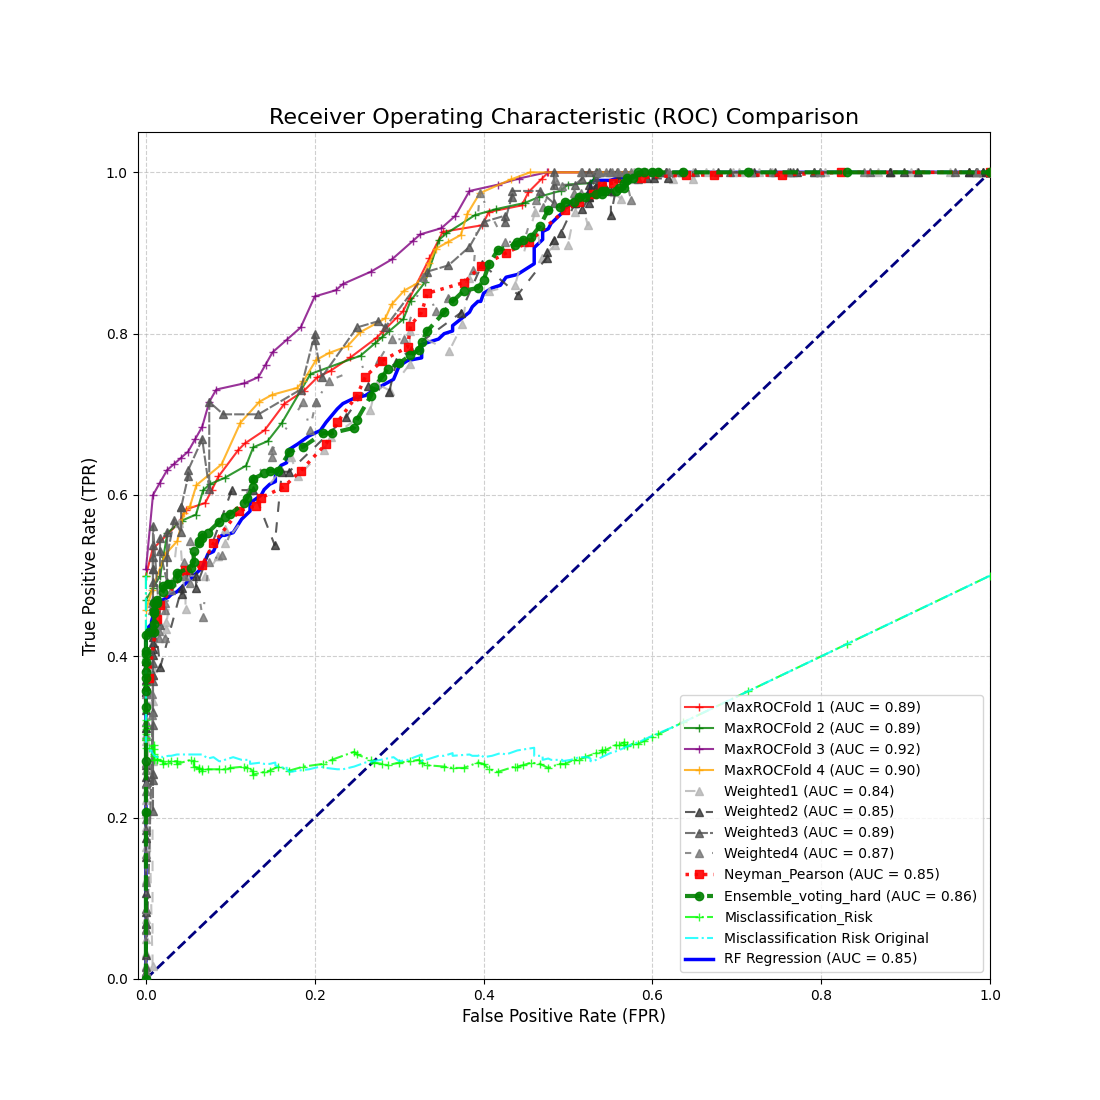 Receiver Operating Characteristic (ROC) Comparison
True Positive Rate (TPR)
1.0
0.8
0.6
0.4
0.2
0.0
MaxROCFold 1 (AUC = 0.89)
MaxROCFold 2 (AUC = 0.89)
MaxROCFold 3 (AUC = 0.92)
MaxROCFold 4 (AUC = 0.90)
Weighted1 (AUC = 0.84)
Weighted2 (AUC = 0.85)
Weighted3 (AUC = 0.89)
Weighted4 (AUC = 0.87)
Neyman_Pearson (AUC = 0.85)
Ensemble_voting_hard (AUC = 0.86)
Misclassification_Risk
Misclassification Risk Original
RF Regression (AUC = 0.85)
0.0 0.2 0.4 0.6 0.8 1.0
False Positive Rate (FPR)